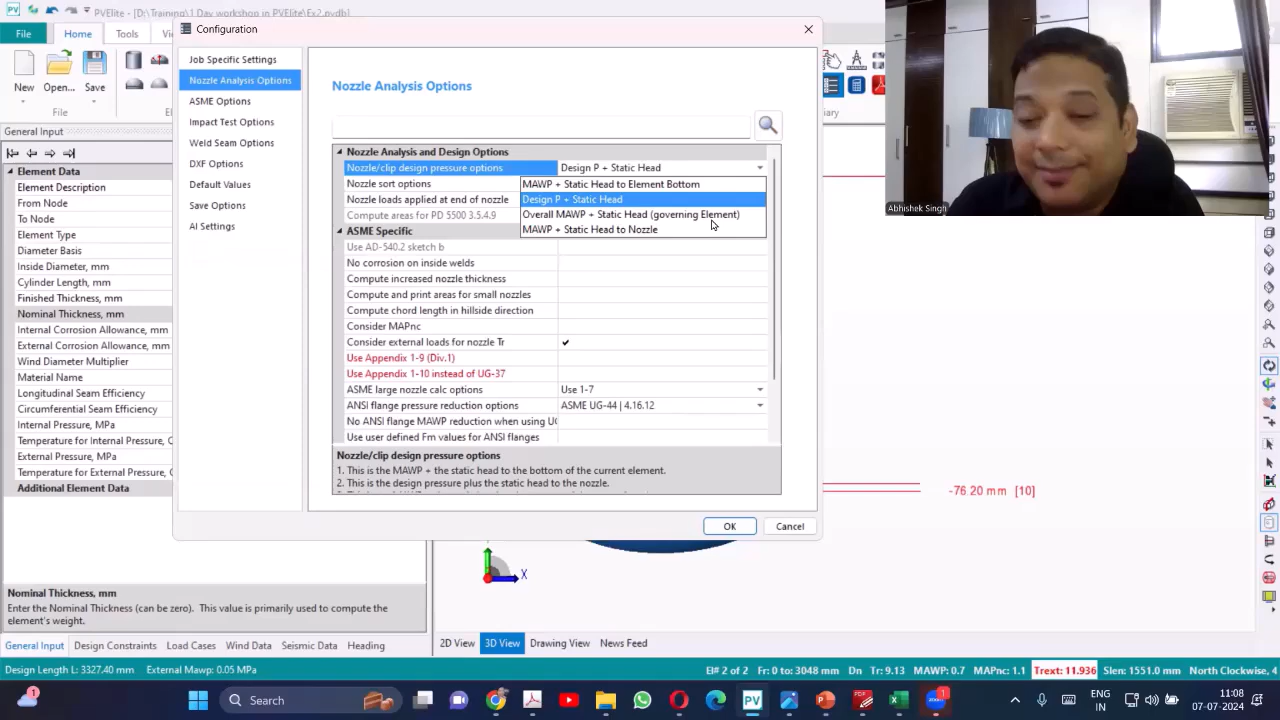 PVElite - [D:\Training\1 Day workshop in PVElite\Ex2.pvdb]
Configuration
File
Home
Tools
New
Open...
Save
File
General Input
Element Data
Element Description
From Node
To Node
Element Type
Diameter Basis
Inside Diameter, mm
Cylinder Length, mm
Finished Thickness, mm
Nominal Thickness, mm
Internal Corrosion Allowance, mm
External Corrosion Allowance, mm
Wind Diameter Multiplier
Material Name
Longitudinal Seam Efficiency
Circumferential Seam Efficiency
Internal Pressure, MPa
Temperature for Internal Pressure, C
External Pressure, MPa
Temperature for External Pressure, C
Additional Element Data
Job Specific Settings
Nozzle Analysis Options
ASME Options
Impact Test Options
Weld Seam Options
DXF Options
Default Values
Save Options
AI Settings
Nozzle Analysis Options
Nozzle Analysis and Design Options
Nozzle/clip design pressure options Design P + Static Head
Nozzle sort options
Nozzle loads applied at end of nozzle
Compute areas for PD 5500 3.5.4.9
MAWP + Static Head to Element Bottom
Design P + Static Head
Overall MAWP + Static Head (governing Element)
MAWP + Static Head to Nozzle
ASME Specific
Use AD-540.2 sketch b
No corrosion on inside welds
Compute increased nozzle thickness
Compute and print areas for small nozzles
Compute chord length in hillside direction
Consider MAPnc
Consider external loads for nozzle Tr
Use Appendix 1-9 (Div.1)
Use Appendix 1-10 instead of UG-37
ASME large nozzle calc options Use 1-7
ANSI flange pressure reduction options ASME UG-44 | 4.16.12
No ANSI flange MAWP reduction when using UG
Use user defined Fm values for ANSI flanges
Nozzle/clip design pressure options
1. This is the MAWP + the static head to the bottom of the current element.
2. This is the design pressure plus the static head to the nozzle.
OK
Cancel
Abhishek Singh
-76.20 mm [10]
X
Nominal Thickness, mm
Enter the Nominal Thickness (can be zero). This value is primarily used to compute the
element's weight.
General Input
Design Constraints
Load Cases
Wind Data
Seismic Data
Heading
2D View
3D View
Drawing View
News Feed
Design Length L: 3327.40 mm External Mawp: 0.05 MPa
El# 2 of 2 Fr: 0 to: 3048 mm Dn Tr: 9.13 MAWP: 0.7 MAPnc: 1.1 Trext: 11.936 Slen: 1551.0 mm North Clockwise, 4
1
Search
PV
1
ENG
IN
11:08
07-07-2024